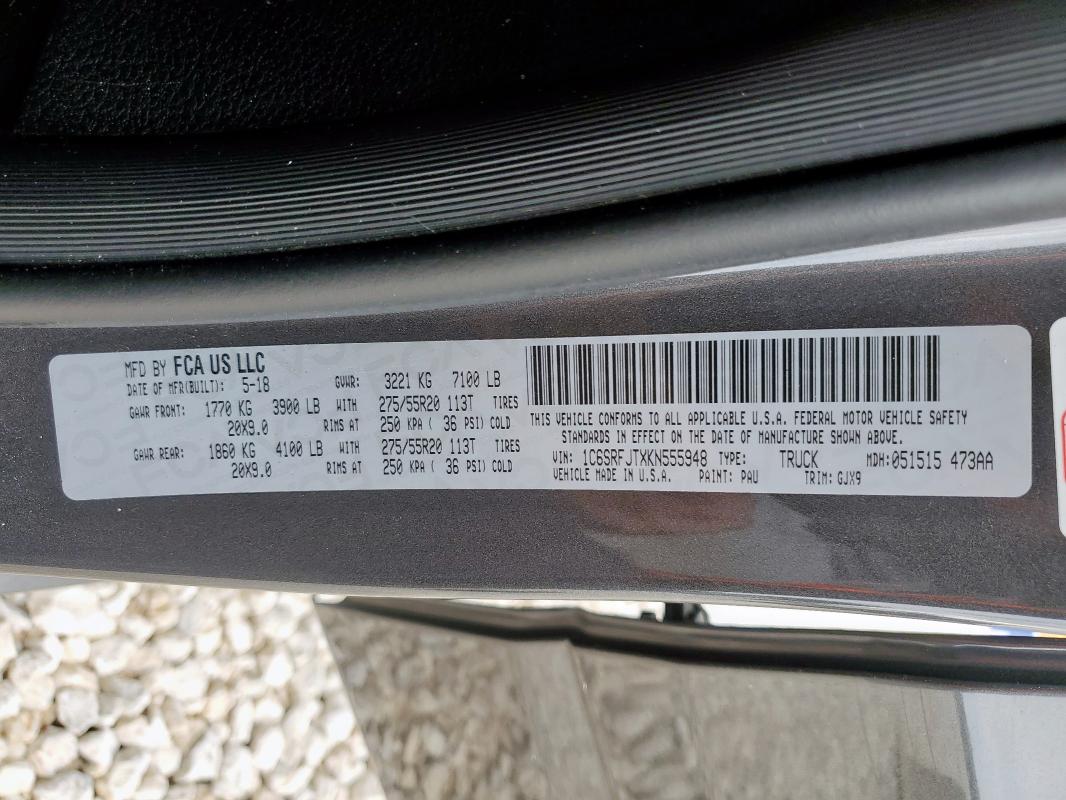 MFD BY FCA US LLC
DATE OF MFR(BUILT): 5-18 GVWR: 3221 KG 7100 LB
GAWR FRONT: 1770 KG 3900 LB WITH 275/55R20 113T TIRES
20X9.0 RIMS AT 250 KPA ( 36 PSI) COLD
GAWR REAR: 1860 KG 4100 LB WITH 275/55R20 113T TIRES
20X9.0 RIMS AT 250 KPA ( 36 PSI) COLD
THIS VEHICLE CONFORMS TO ALL APPLICABLE U.S.A. FEDERAL MOTOR VEHICLE SAFETY
STANDARDS IN EFFECT ON THE DATE OF MANUFACTURE SHOWN ABOVE.
VIN: 1C6SRFJTXKN555948 TYPE: TRUCK MDH:051515 473AA
VEHICLE MADE IN U.S.A. PAINT: PAU TRIM: GJX9